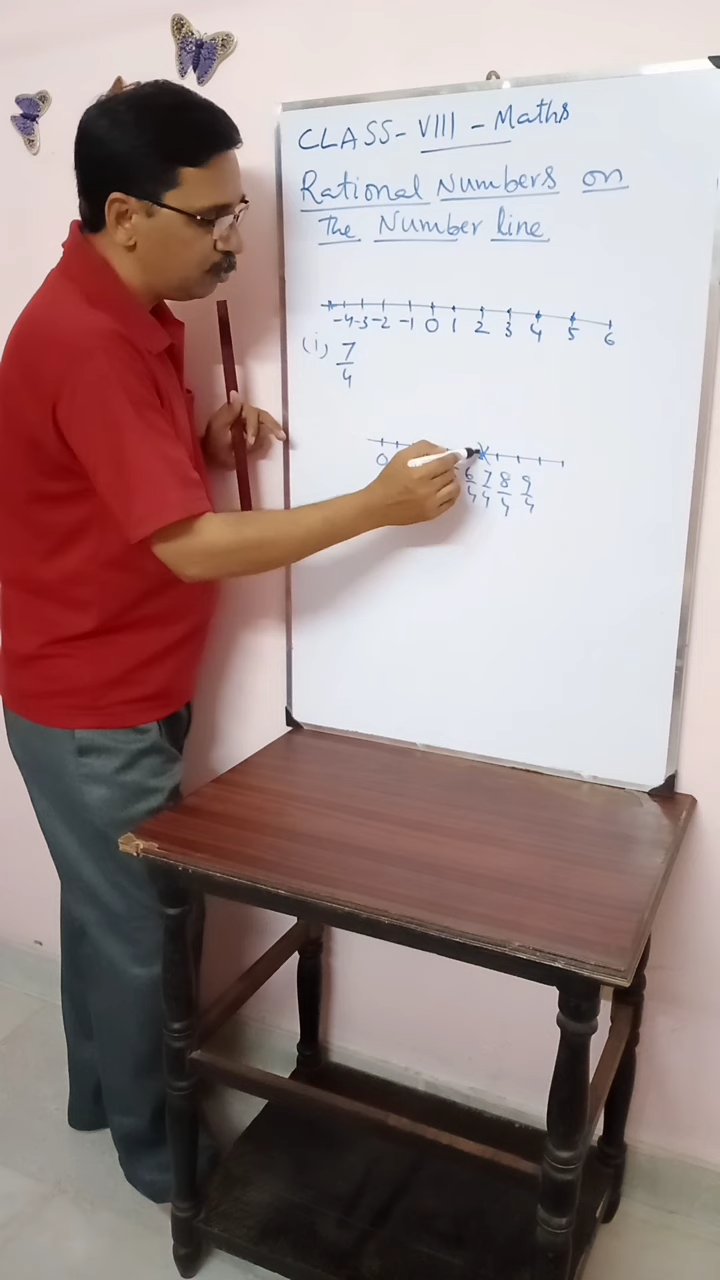 CLASS - VIII - Maths
Rational Numbers on
The Number line
-4 -3 -2 -1 0 1 2 3 4 5 6
(i) 7/4
0 6/4 7/4 8/4 9/4